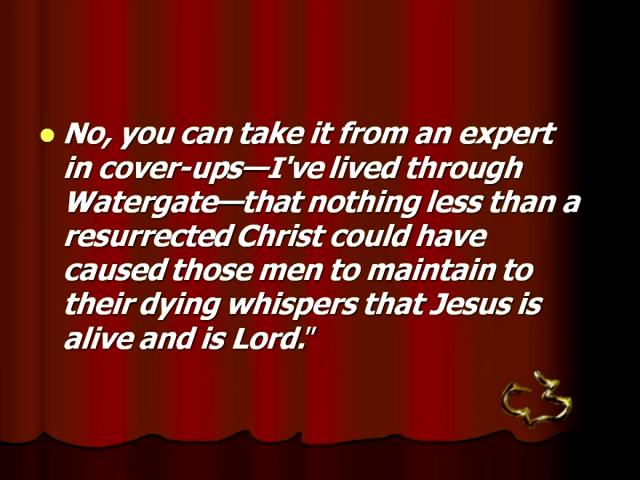 No, you can take it from an expert
in cover-ups—I've lived through
Watergate—that nothing less than a
resurrected Christ could have
caused those men to maintain to
their dying whispers that Jesus is
alive and is Lord."